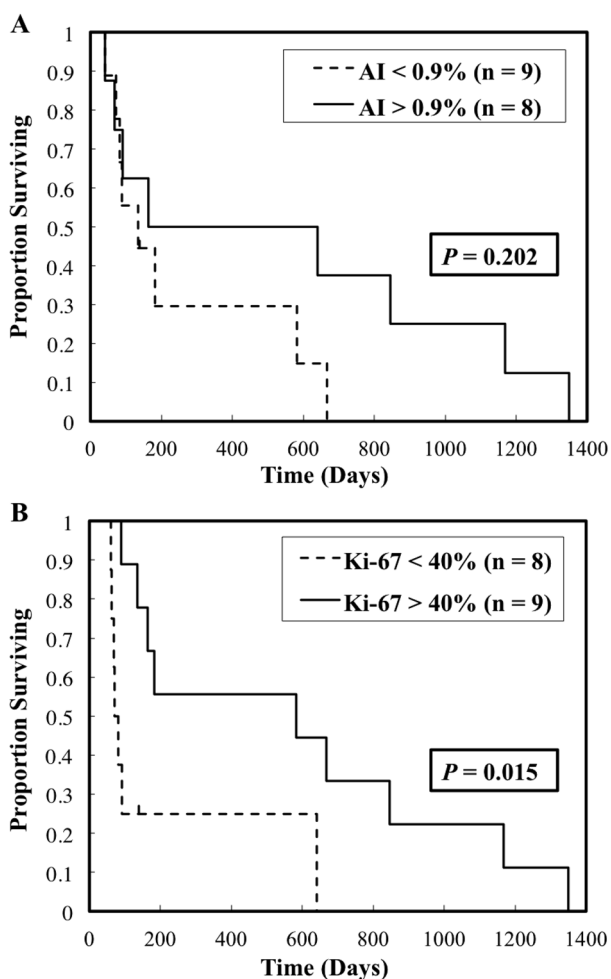 A
1
0.9
0.8
0.7
0.6
0.5
0.4
0.3
0.2
0.1
0
Proportion Surviving
AI < 0.9% (n = 9)
AI > 0.9% (n = 8)
P = 0.202
0 200 400 600 800 1000 1200 1400
Time (Days)
B
1
0.9
0.8
0.7
0.6
0.5
0.4
0.3
0.2
0.1
0
Proportion Surviving
Ki-67 < 40% (n = 8)
Ki-67 > 40% (n = 9)
P = 0.015
0 200 400 600 800 1000 1200 1400
Time (Days)